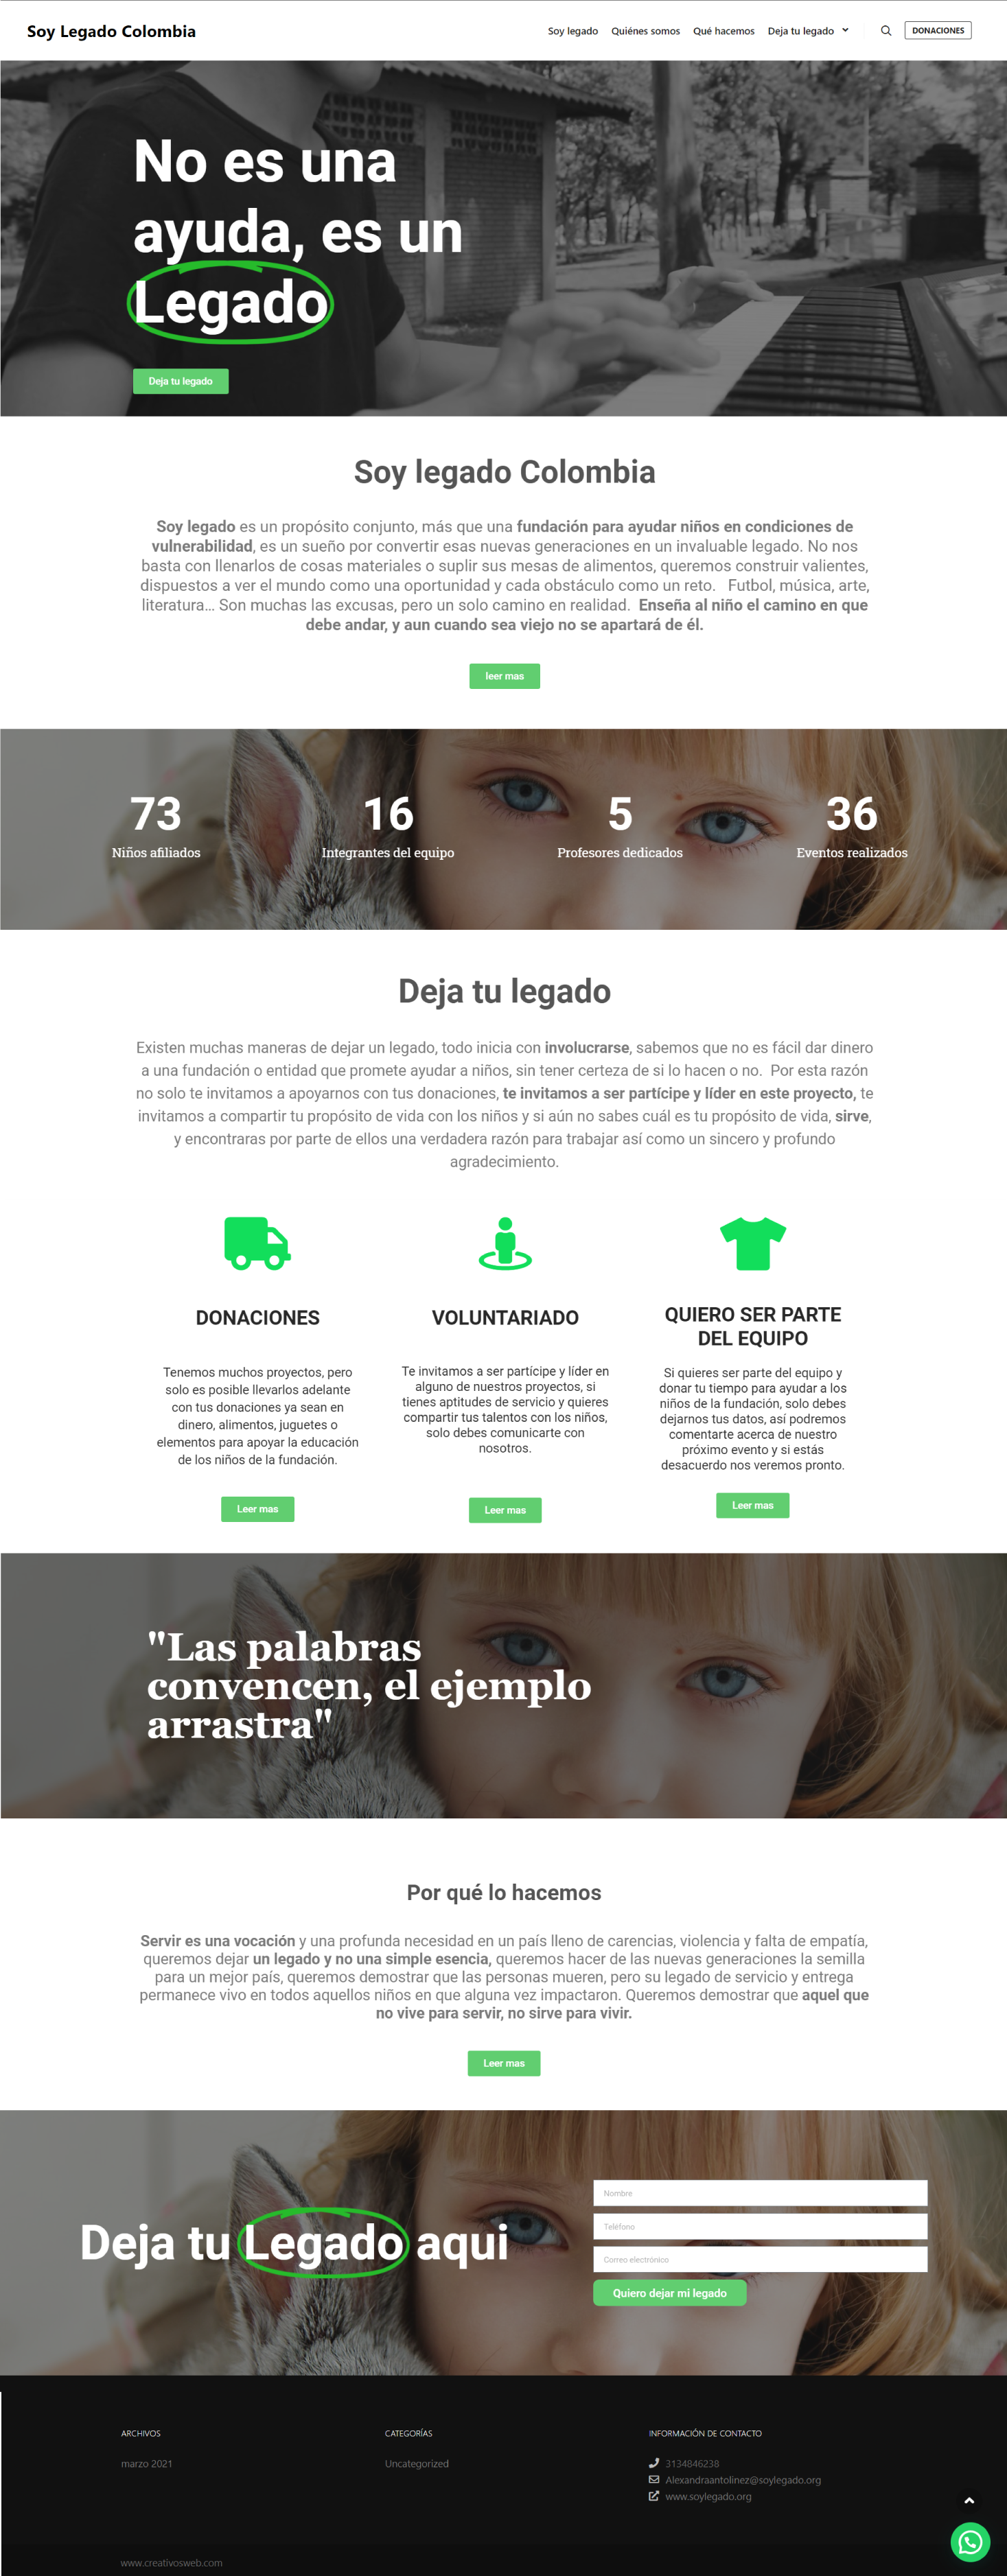 Soy Legado Colombia
Soy legado Quiénes somos Qué hacemos Deja tu legado DONACIONES
No es una
ayuda, es un
Legado
Deja tu legado
Soy legado Colombia
Soy legado es un propósito conjunto, más que una fundación para ayudar niños en condiciones de
vulnerabilidad, es un sueño por convertir esas nuevas generaciones en un invaluable legado. No nos
basta con llenarlos de cosas materiales o suplir sus mesas de alimentos, queremos construir valientes,
dispuestos a ver el mundo como una oportunidad y cada obstáculo como un reto. Futbol, música, arte,
literatura... Son muchas las excusas, pero un solo camino en realidad. Enseña al niño el camino en que
debe andar, y aun cuando sea viejo no se apartará de él.
leer mas
73 16 5 36
Niños afiliados Integrantes del equipo Profesores dedicados Eventos realizados
Deja tu legado
Existen muchas maneras de dejar un legado, todo inicia con involucrarse, sabemos que no es fácil dar dinero
a una fundación o entidad que promete ayudar a niños, sin tener certeza de si lo hacen o no. Por esta razón
no solo te invitamos a apoyarnos con tus donaciones, te invitamos a ser partícipe y líder en este proyecto, te
invitamos a compartir tu propósito de vida con los niños y si aún no sabes cuál es tu propósito de vida, sirve,
y encontraras por parte de ellos una verdadera razón para trabajar así como un sincero y profundo
agradecimiento.
DONACIONES
Tenemos muchos proyectos, pero
solo es posible llevarlos adelante
con tus donaciones ya sean en
dinero, alimentos, juguetes o
elementos para apoyar la educación
de los niños de la fundación.
Leer mas
VOLUNTARIADO
Te invitamos a ser partícipe y líder en
alguno de nuestros proyectos, si
tienes aptitudes de servicio y quieres
compartir tus talentos con los niños,
solo debes comunicarte con
nosotros.
Leer mas
QUIERO SER PARTE
DEL EQUIPO
Si quieres ser parte del equipo y
donar tu tiempo para ayudar a los
niños de la fundación, solo debes
dejarnos tus datos, así podremos
comentarte acerca de nuestro
próximo evento y si estás
desacuerdo nos veremos pronto.
Leer mas
"Las palabras
convencen, el ejemplo
arrastra"
Por qué lo hacemos
Servir es una vocación y una profunda necesidad en un país lleno de carencias, violencia y falta de empatía,
queremos dejar un legado y no una simple esencia, queremos hacer de las nuevas generaciones la semilla
para un mejor país, queremos demostrar que las personas mueren, pero su legado de servicio y entrega
permanece vivo en todos aquellos niños en que alguna vez impactaron. Queremos demostrar que aquel que
no vive para servir, no sirve para vivir.
Leer mas
Deja tu Legado aqui
Nombre
Teléfono
Correo electrónico
Quiero dejar mi legado
ARCHIVOS
marzo 2021
CATEGORÍAS
Uncategorized
INFORMACIÓN DE CONTACTO
3134846238
Alexandraantolinez@soylegado.org
www.soylegado.org
www.creativosweb.com